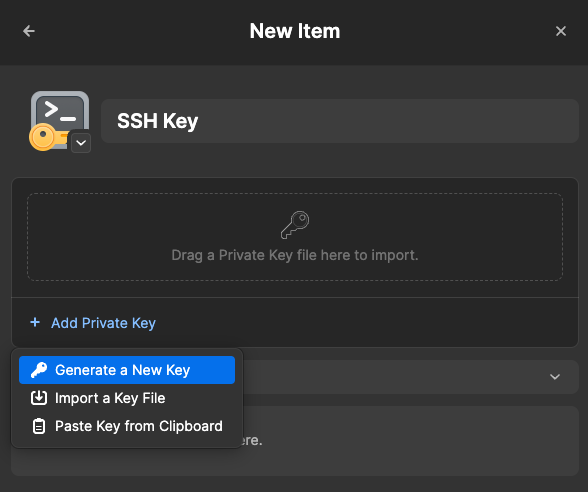 New Item
SSH Key
Drag a Private Key file here to import.
+ Add Private Key
Generate a New Key
Import a Key File
Paste Key from Clipboard